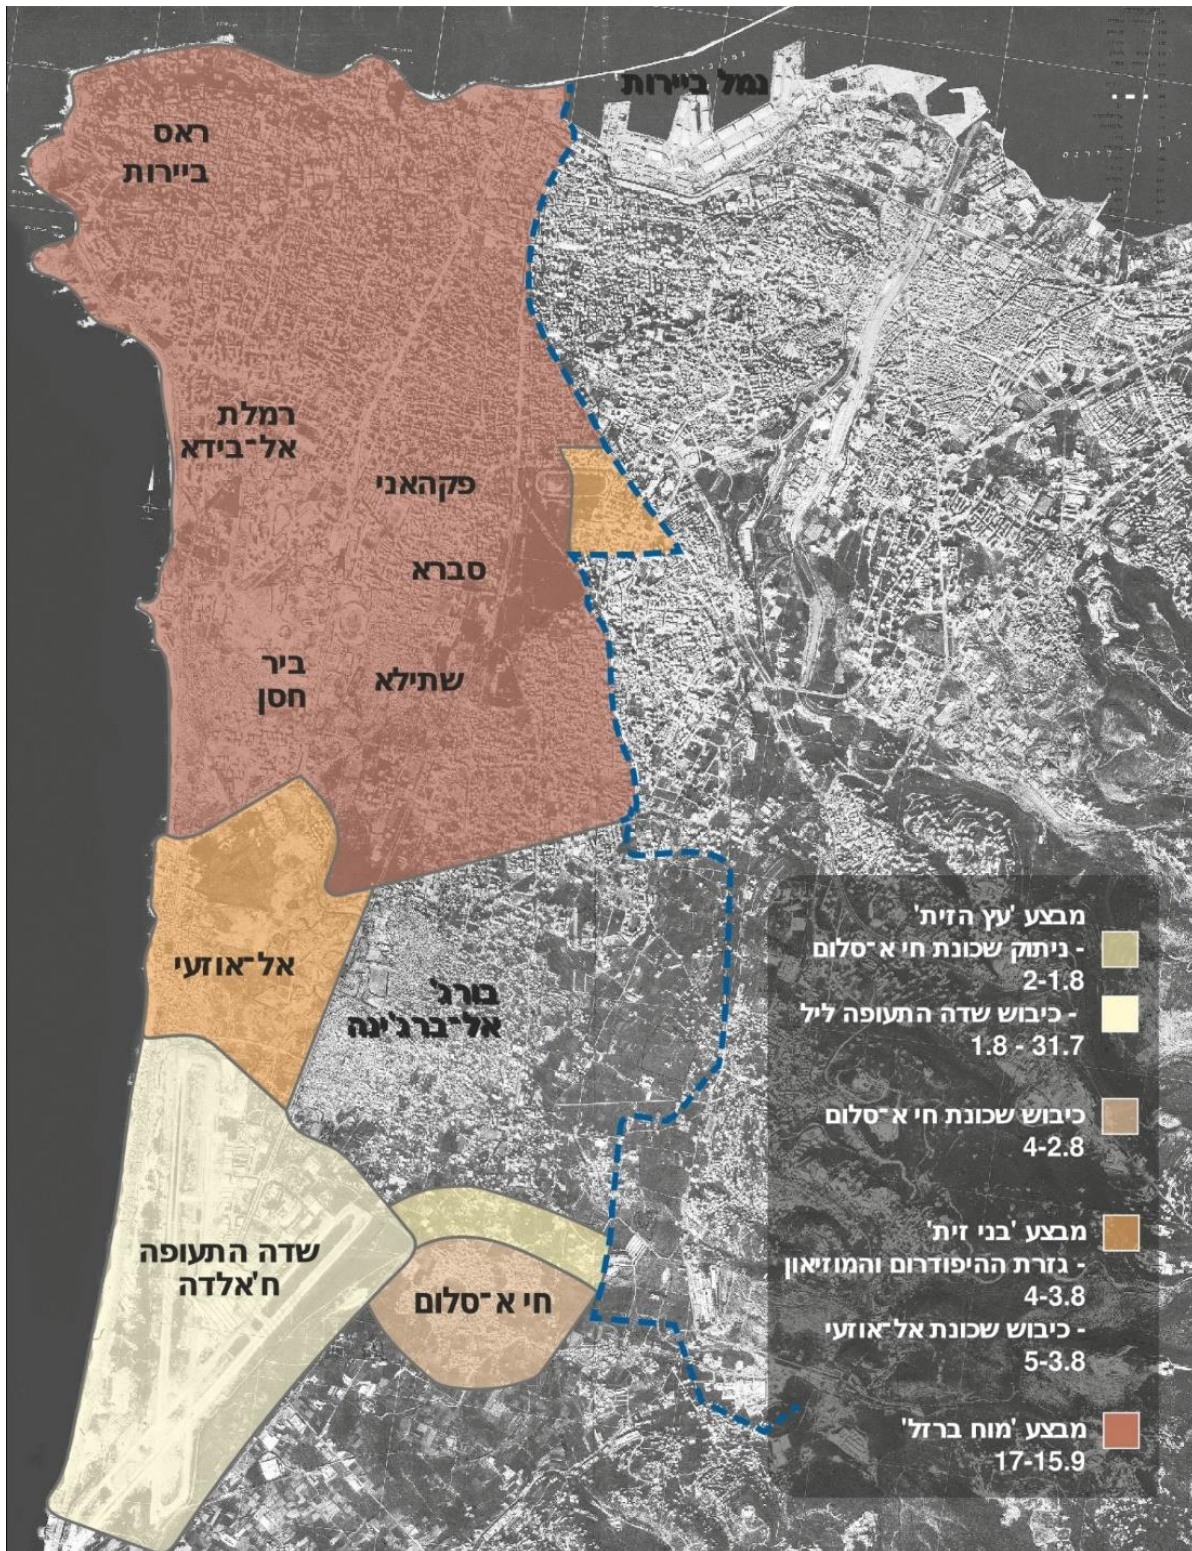 נמל ביירות
ראס
ביירות
רמלת
אל־בידא
פקהאני
סברא
שתילא
ביר
חסן
אל־אוזעי
בורג'
אל־ברג'ינה
שדה התעופה
ח'אלדה
חי א־סלום
מבצע 'עץ הזית'
- ניתוק שכונת חי א־סלום
2-1.8
- כיבוש שדה התעופה ליל
1.8 - 31.7
כיבוש שכונת חי א־סלום
4-2.8
מבצע 'בני זית'
- גזרת ההיפודרום והמוזיאון
4-3.8
- כיבוש שכונת אל־אוזעי
5-3.8
מבצע 'מוח ברזל'
17-15.9